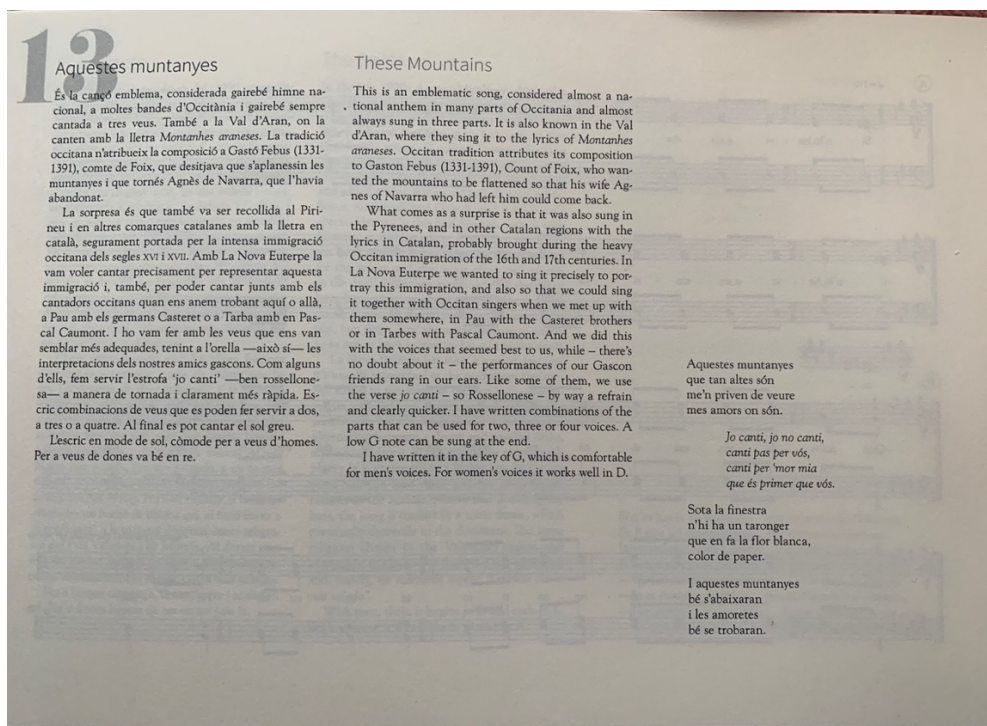 13
Aquestes muntanyes
És la cançó emblema, considerada gairebé himne na-
cional, a moltes bandes d'Occitània i gairebé sempre
cantada a tres veus. També a la Val d'Aran, on la
canten amb la lletra Montanhes araneses. La tradició
occitana n'atribueix la composició a Gastó Febus (1331-
1391), comte de Foix, que desitjava que s'aplanessin les
muntanyes i que tornés Agnès de Navarra, que l'havia
abandonat.
La sorpresa és que també va ser recollida al Piri-
neu i en altres comarques catalanes amb la lletra en
català, segurament portada per la intensa immigració
occitana dels segles XVI i XVII. Amb La Nova Euterpe la
vam voler cantar precisament per representar aquesta
immigració i, també, per poder cantar junts amb els
cantadors occitans quan ens anem trobant aquí o allà,
a Pau amb els germans Casteret o a Tarba amb en Pas-
cal Caumont. I ho vam fer amb les veus que ens van
semblar més adequades, tenint a l'orella —això sí— les
interpretacions dels nostres amics gascons. Com alguns
d'ells, fem servir l'estrofa ‘jo canti’ —ben rossellone-
sa— a manera de tornada i clarament més ràpida. Es-
cric combinacions de veus que es poden fer servir a dos,
a tres o a quatre. Al final es pot cantar el sol greu.
L'escric en mode de sol, còmode per a veus d'homes.
Per a veus de dones va bé en re.
These Mountains
This is an emblematic song, considered almost a na-
tional anthem in many parts of Occitania and almost
always sung in three parts. It is also known in the Val
d'Aran, where they sing it to the lyrics of Montanhes
araneses. Occitan tradition attributes its composition
to Gaston Febus (1331-1391), Count of Foix, who wan-
ted the mountains to be flattened so that his wife Ag-
nes of Navarra who had left him could come back.
What comes as a surprise is that it was also sung in
the Pyrenees, and in other Catalan regions with the
lyrics in Catalan, probably brought during the heavy
Occitan immigration of the 16th and 17th centuries. In
La Nova Euterpe we wanted to sing it precisely to por-
tray this immigration, and also so that we could sing
it together with Occitan singers when we met up with
them somewhere, in Pau with the Casteret brothers
or in Tarbes with Pascal Caumont. And we did this
with the voices that seemed best to us, while – there's
no doubt about it – the performances of our Gascon
friends rang in our ears. Like some of them, we use
the verse jo canti – so Rossellonese – by way a refrain
and clearly quicker. I have written combinations of the
parts that can be used for two, three or four voices. A
low G note can be sung at the end.
I have written it in the key of G, which is comfortable
for men's voices. For women's voices it works well in D.
Aquestes muntanyes
que tan altes són
me'n priven de veure
mes amors on són.
Jo canti, jo no canti,
canti pas per vós,
canti per ‘mor mia
que és primer que vós.
Sota la finestra
n'hi ha un taronger
que en fa la flor blanca,
color de paper.
I aquestes muntanyes
bé s'abaixaran
i les amoretes
bé se trobaran.